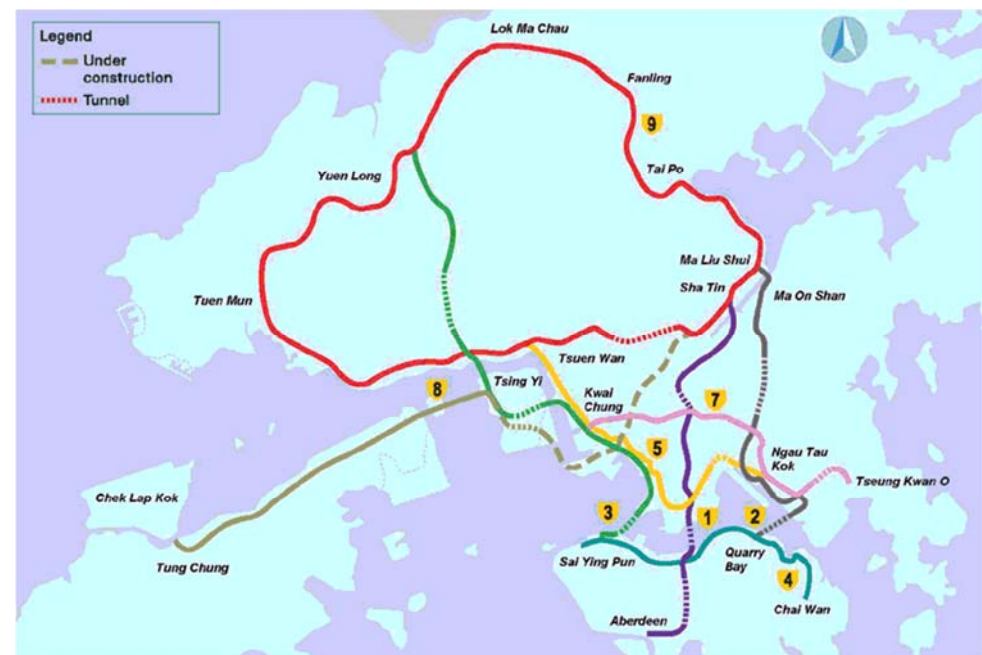 Legend
Under
construction
Tunnel
Lok Ma Chau
Fanling
9
Tai Po
Yuen Long
Ma Liu Shui
Sha Tin
Ma On Shan
Tuen Mun
Tsuen Wan
Tsing Yi
8
Kwai
Chung
7
5
Ngau Tau
Kok
Tseung Kwan O
Chek Lap Kok
3
1
2
Tung Chung
Sai Ying Pun
Quarry
Bay
4
Chai Wan
Aberdeen